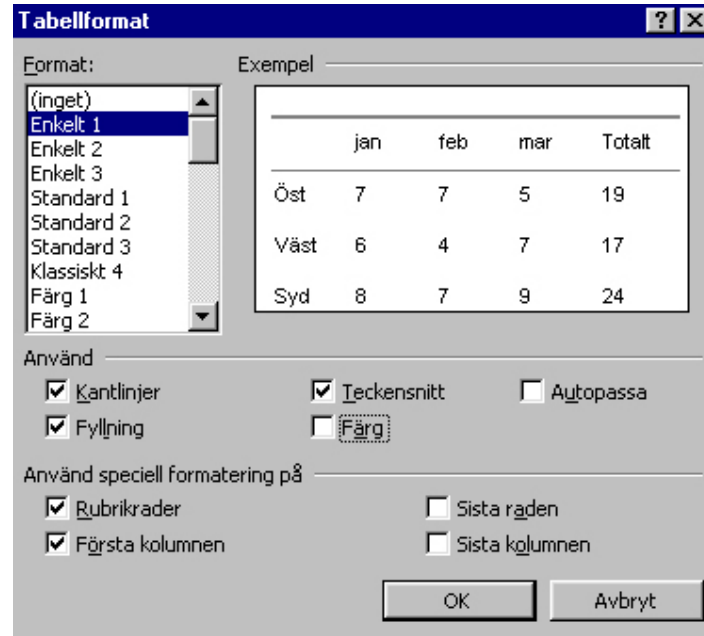 Tabellformat
Format:
(inget)
Enkelt 1
Enkelt 2
Enkelt 3
Standard 1
Standard 2
Standard 3
Klassiskt 4
Färg 1
Färg 2
Exempel
jan feb mar Totalt
Öst 7 7 5 19
Väst 6 4 7 17
Syd 8 7 9 24
Använd
Kantlinjer Teckensnitt Autopassa
Fyllning Färg
Använd speciell formatering på
Rubrikrader Sista raden
Första kolumnen Sista kolumnen
OK Avbryt